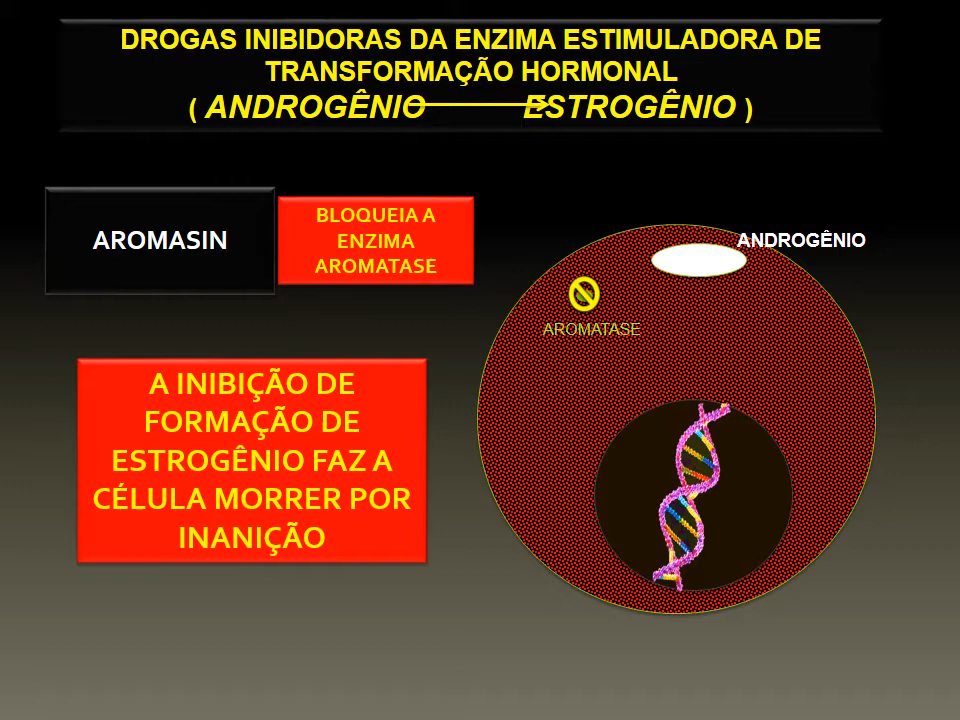 DROGAS INIBIDORAS DA ENZIMA ESTIMULADORA DE
TRANSFORMAÇÃO HORMONAL
( ANDROGÊNIO ESTROGÊNIO )
AROMASIN
BLOQUEIA A
ENZIMA
AROMATASE
ANDROGÊNIO
AROMATASE
A INIBIÇÃO DE
FORMAÇÃO DE
ESTROGÊNIO FAZ A
CÉLULA MORRER POR
INANIÇÃO